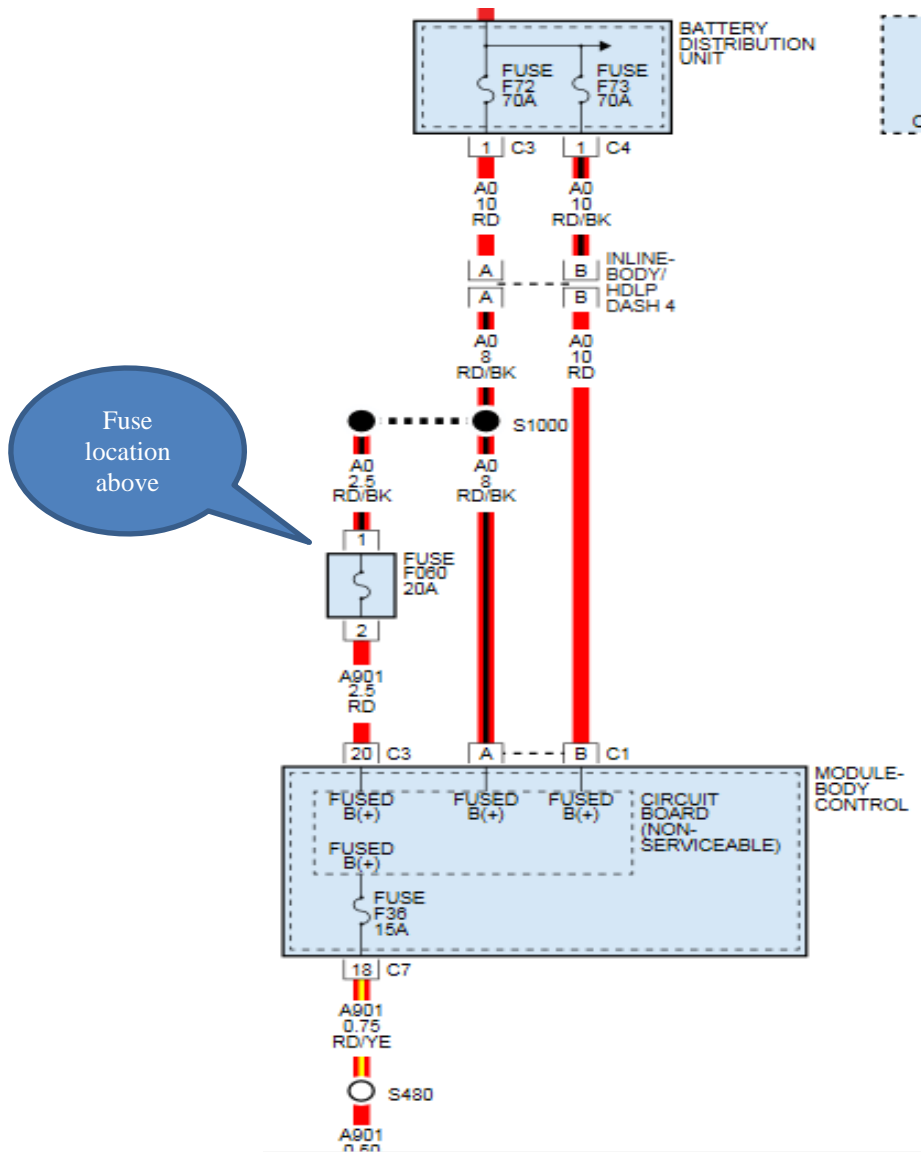 BATTERY
DISTRIBUTION
UNIT
FUSE
F72
70A
FUSE
F73
70A
1 C3
1 C4
A0
10
RD
A0
10
RD/BK
A
B
A
B
INLINE-
BODY/
HDLP
DASH 4
A0
8
RD/BK
A0
10
RD
Fuse
location
above
S1000
A0
2.5
RD/BK
A0
8
RD/BK
1
FUSE
F060
20A
2
A901
2.5
RD
20 C3
A
B C1
MODULE-
BODY
CONTROL
FUSED
B(+)
FUSED
B(+)
FUSED
B(+)
CIRCUIT
BOARD
(NON-
SERVICEABLE)
FUSED
B(+)
FUSE
F36
15A
18 C7
A901
0.75
RD/YE
S480
A901